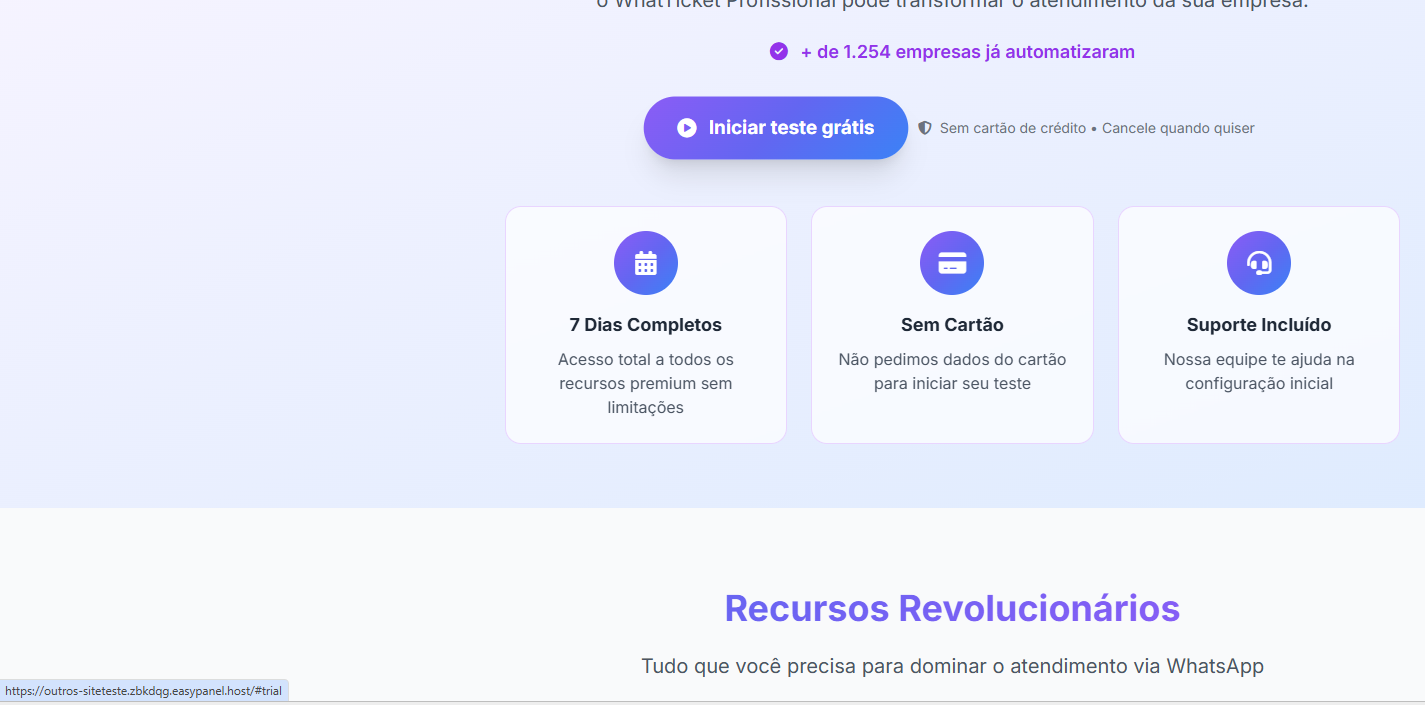 o WhatTicket Profissional pode transformar o atendimento da sua empresa.
+ de 1.254 empresas já automatizaram
Iniciar teste grátis
Sem cartão de crédito • Cancele quando quiser
7 Dias Completos
Acesso total a todos os
recursos premium sem
limitações
Sem Cartão
Não pedimos dados do cartão
para iniciar seu teste
Suporte Incluído
Nossa equipe te ajuda na
configuração inicial
Recursos Revolucionários
Tudo que você precisa para dominar o atendimento via WhatsApp
https://outros-siteteste.zbkdqg.easypanel.host/#trial